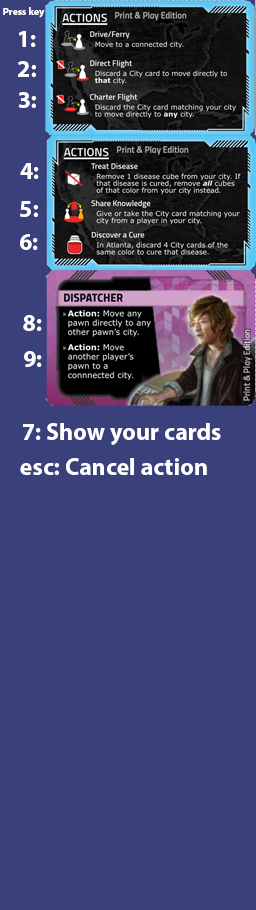 Press key
ACTIONS Print & Play Edition
1: Drive/Ferry
Move to a connected city.
2: Direct Flight
Discard a City card to move directly to
that city.
3: Charter Flight
Discard the City card matching your city
to move directly to any city.
ACTIONS Print & Play Edition
4: Treat Disease
Remove 1 disease cube from your city. If
that disease is cured, remove all cubes
of that color from your city instead.
5: Share Knowledge
Give or take the City card matching your
city from a player in your city.
6: Discover a Cure
In Atlanta, discard 4 City cards of the
same color to cure that disease.
DISPATCHER
8: Action: Move any
pawn directly to any
other pawn's city.
9: Action: Move
another player's
pawn to a
connnected city.
Print & Play Edition
7: Show your cards
esc: Cancel action